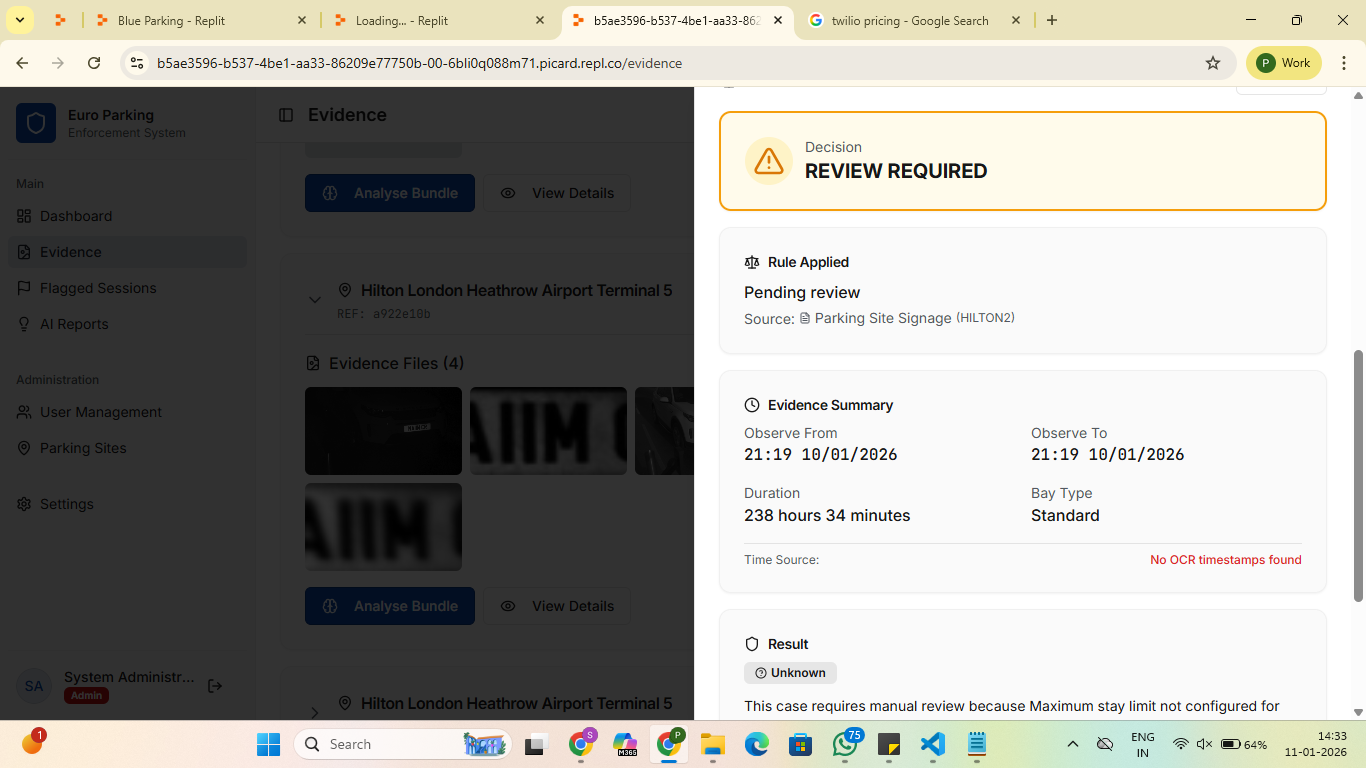 Blue Parking - Replit
Loading... - Replit
b5ae3596-b537-4be1-aa33-862
twilio pricing - Google Search
b5ae3596-b537-4be1-aa33-86209e77750b-00-6bli0q088m71.picard.repl.co/evidence
P Work
Euro Parking
Enforcement System
Main
Dashboard
Evidence
Flagged Sessions
AI Reports
Administration
User Management
Parking Sites
Settings
SA
System Administr...
Admin
Evidence
Analyse Bundle
View Details
Hilton London Heathrow Airport Terminal 5
REF: a922e10b
Evidence Files (4)
Analyse Bundle
View Details
Hilton London Heathrow Airport Terminal 5
Decision
REVIEW REQUIRED
Rule Applied
Pending review
Source: Parking Site Signage (HILTON2)
Evidence Summary
Observe From
21:19 10/01/2026
Observe To
21:19 10/01/2026
Duration
238 hours 34 minutes
Bay Type
Standard
Time Source:
No OCR timestamps found
Result
Unknown
This case requires manual review because Maximum stay limit not configured for
1
Search
S
M365
P
75
ENG
IN
64%
14:33
11-01-2026